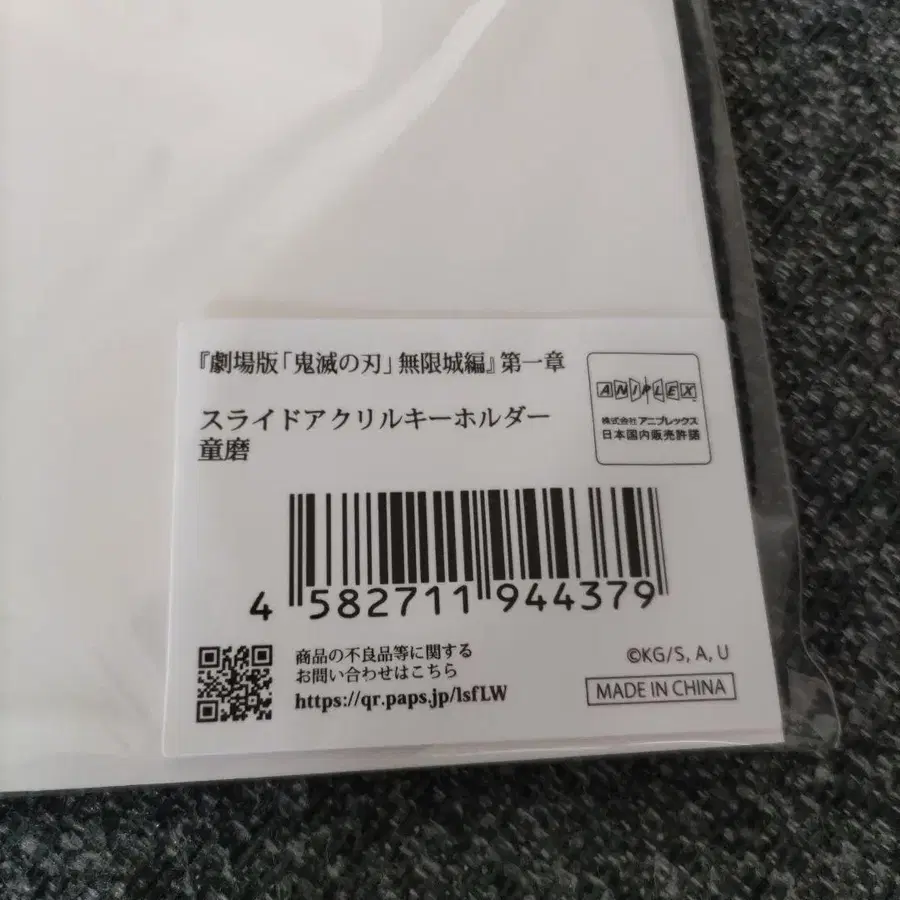 『劇場版「鬼滅の刃」無限城編』第一章
スライドアクリルキーホルダー
童磨
ANIPLEX
株式会社 アニプレックス
日本国内販売許諾
4 582711 944379
商品の不良品等に関する
お問い合わせはこちら
https://qr.paps.jp/lsfLW
©KG/S, A, U
MADE IN CHINA